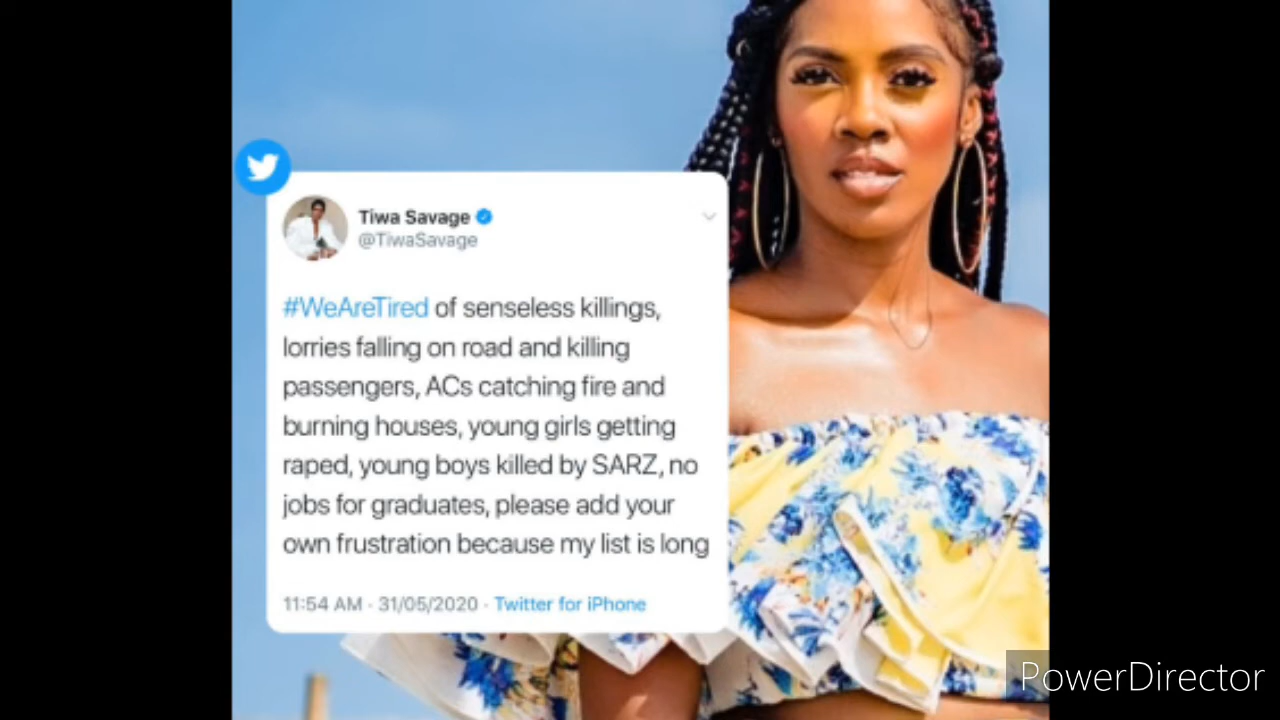 Tiwa Savage
@TiwaSavage
#WeAreTired of senseless killings,
lorries falling on road and killing
passengers, ACs catching fire and
burning houses, young girls getting
raped, young boys killed by SARZ, no
jobs for graduates, please add your
own frustration because my list is long
11:54 AM · 31/05/2020 · Twitter for iPhone
PowerDirector